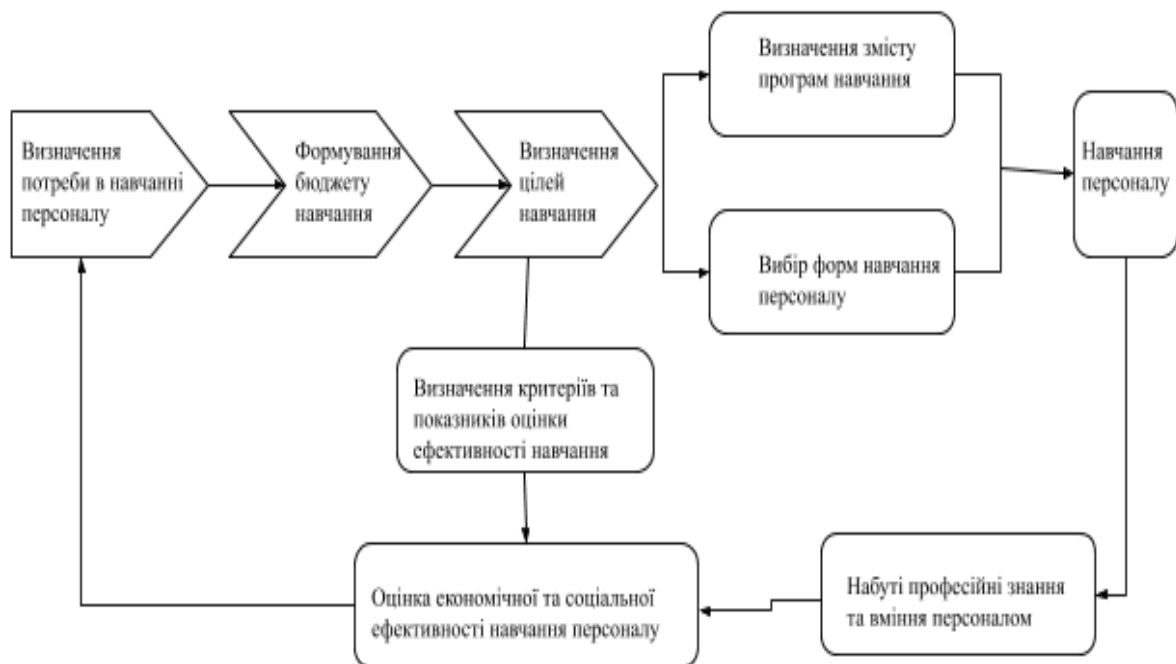 Визначення змісту
програм навчання
Визначення
потреби в навчанні
персоналу
Формування
бюджету
навчання
Визначення
цілей
навчання
Навчання
персоналу
Вибір форм навчання
персоналу
Визначення критеріїв та
показників оцінки
ефективності навчання
Оцінка економічної та соціальної
ефективності навчання персоналу
Набуті професійні знання
та вміння персоналом